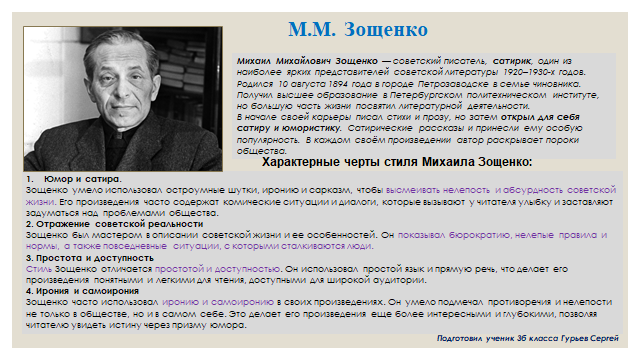 М.М. Зощенко
Михаил Михайлович Зощенко — советский писатель, сатирик, один из
наиболее ярких представителей советской литературы 1920–1930-х годов.
Родился 10 августа 1894 года в городе Петрозаводске в семье чиновника.
Получил высшее образование в Петербургском политехническом институте,
но большую часть жизни посвятил литературной деятельности.
В начале своей карьеры писал стихи и прозу, но затем открыл для себя
сатиру и юмористику. Сатирические рассказы и принесли ему особую
популярность. В каждом своём произведении автор раскрывает пороки
общества.
Характерные черты стиля Михаила Зощенко:
1. Юмор и сатира.
Зощенко умело использовал остроумные шутки, иронию и сарказм, чтобы высмеивать нелепость и абсурдность советской
жизни. Его произведения часто содержат комические ситуации и диалоги, которые вызывают у читателя улыбку и заставляют
задуматься над проблемами общества.
2. Отражение советской реальности
Зощенко был мастером в описании советской жизни и ее особенностей. Он показывал бюрократию, нелепые правила и
нормы, а также повседневные ситуации, с которыми сталкиваются люди.
3. Простота и доступность
Стиль Зощенко отличается простотой и доступностью. Он использовал простой язык и прямую речь, что делает его
произведения понятными и легкими для чтения, доступными для широкой аудитории.
4. Ирония и самоирония
Зощенко часто использовал иронию и самоиронию в своих произведениях. Он умело подмечал противоречия и нелепости
не только в обществе, но и в самом себе. Это делает его произведения еще более интересными и глубокими, позволяя
читателю увидеть истину через призму юмора.
Подготовил ученик 3б класса Гурьев Сергей